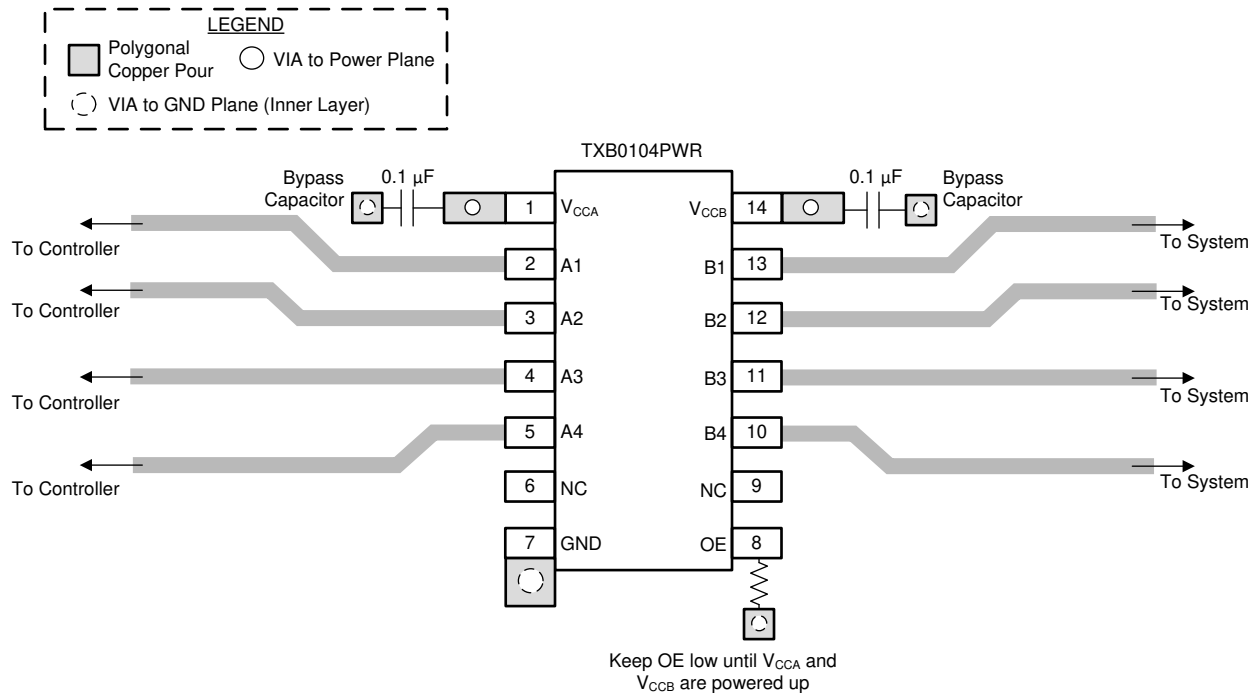 LEGEND
Polygonal
Copper Pour
VIA to Power Plane
VIA to GND Plane (Inner Layer)
TXB0104PWR
Bypass
Capacitor
0.1 µF
0.1 µF
Bypass
Capacitor
1
VCCA
VCCB
14
To Controller
2
A1
B1
13
To System
To Controller
3
A2
B2
12
To System
4
A3
B3
11
To Controller
To System
5
A4
B4
10
To Controller
6
NC
NC
9
To System
7
GND
OE
8
Keep OE low until VCCA and
VCCB are powered up